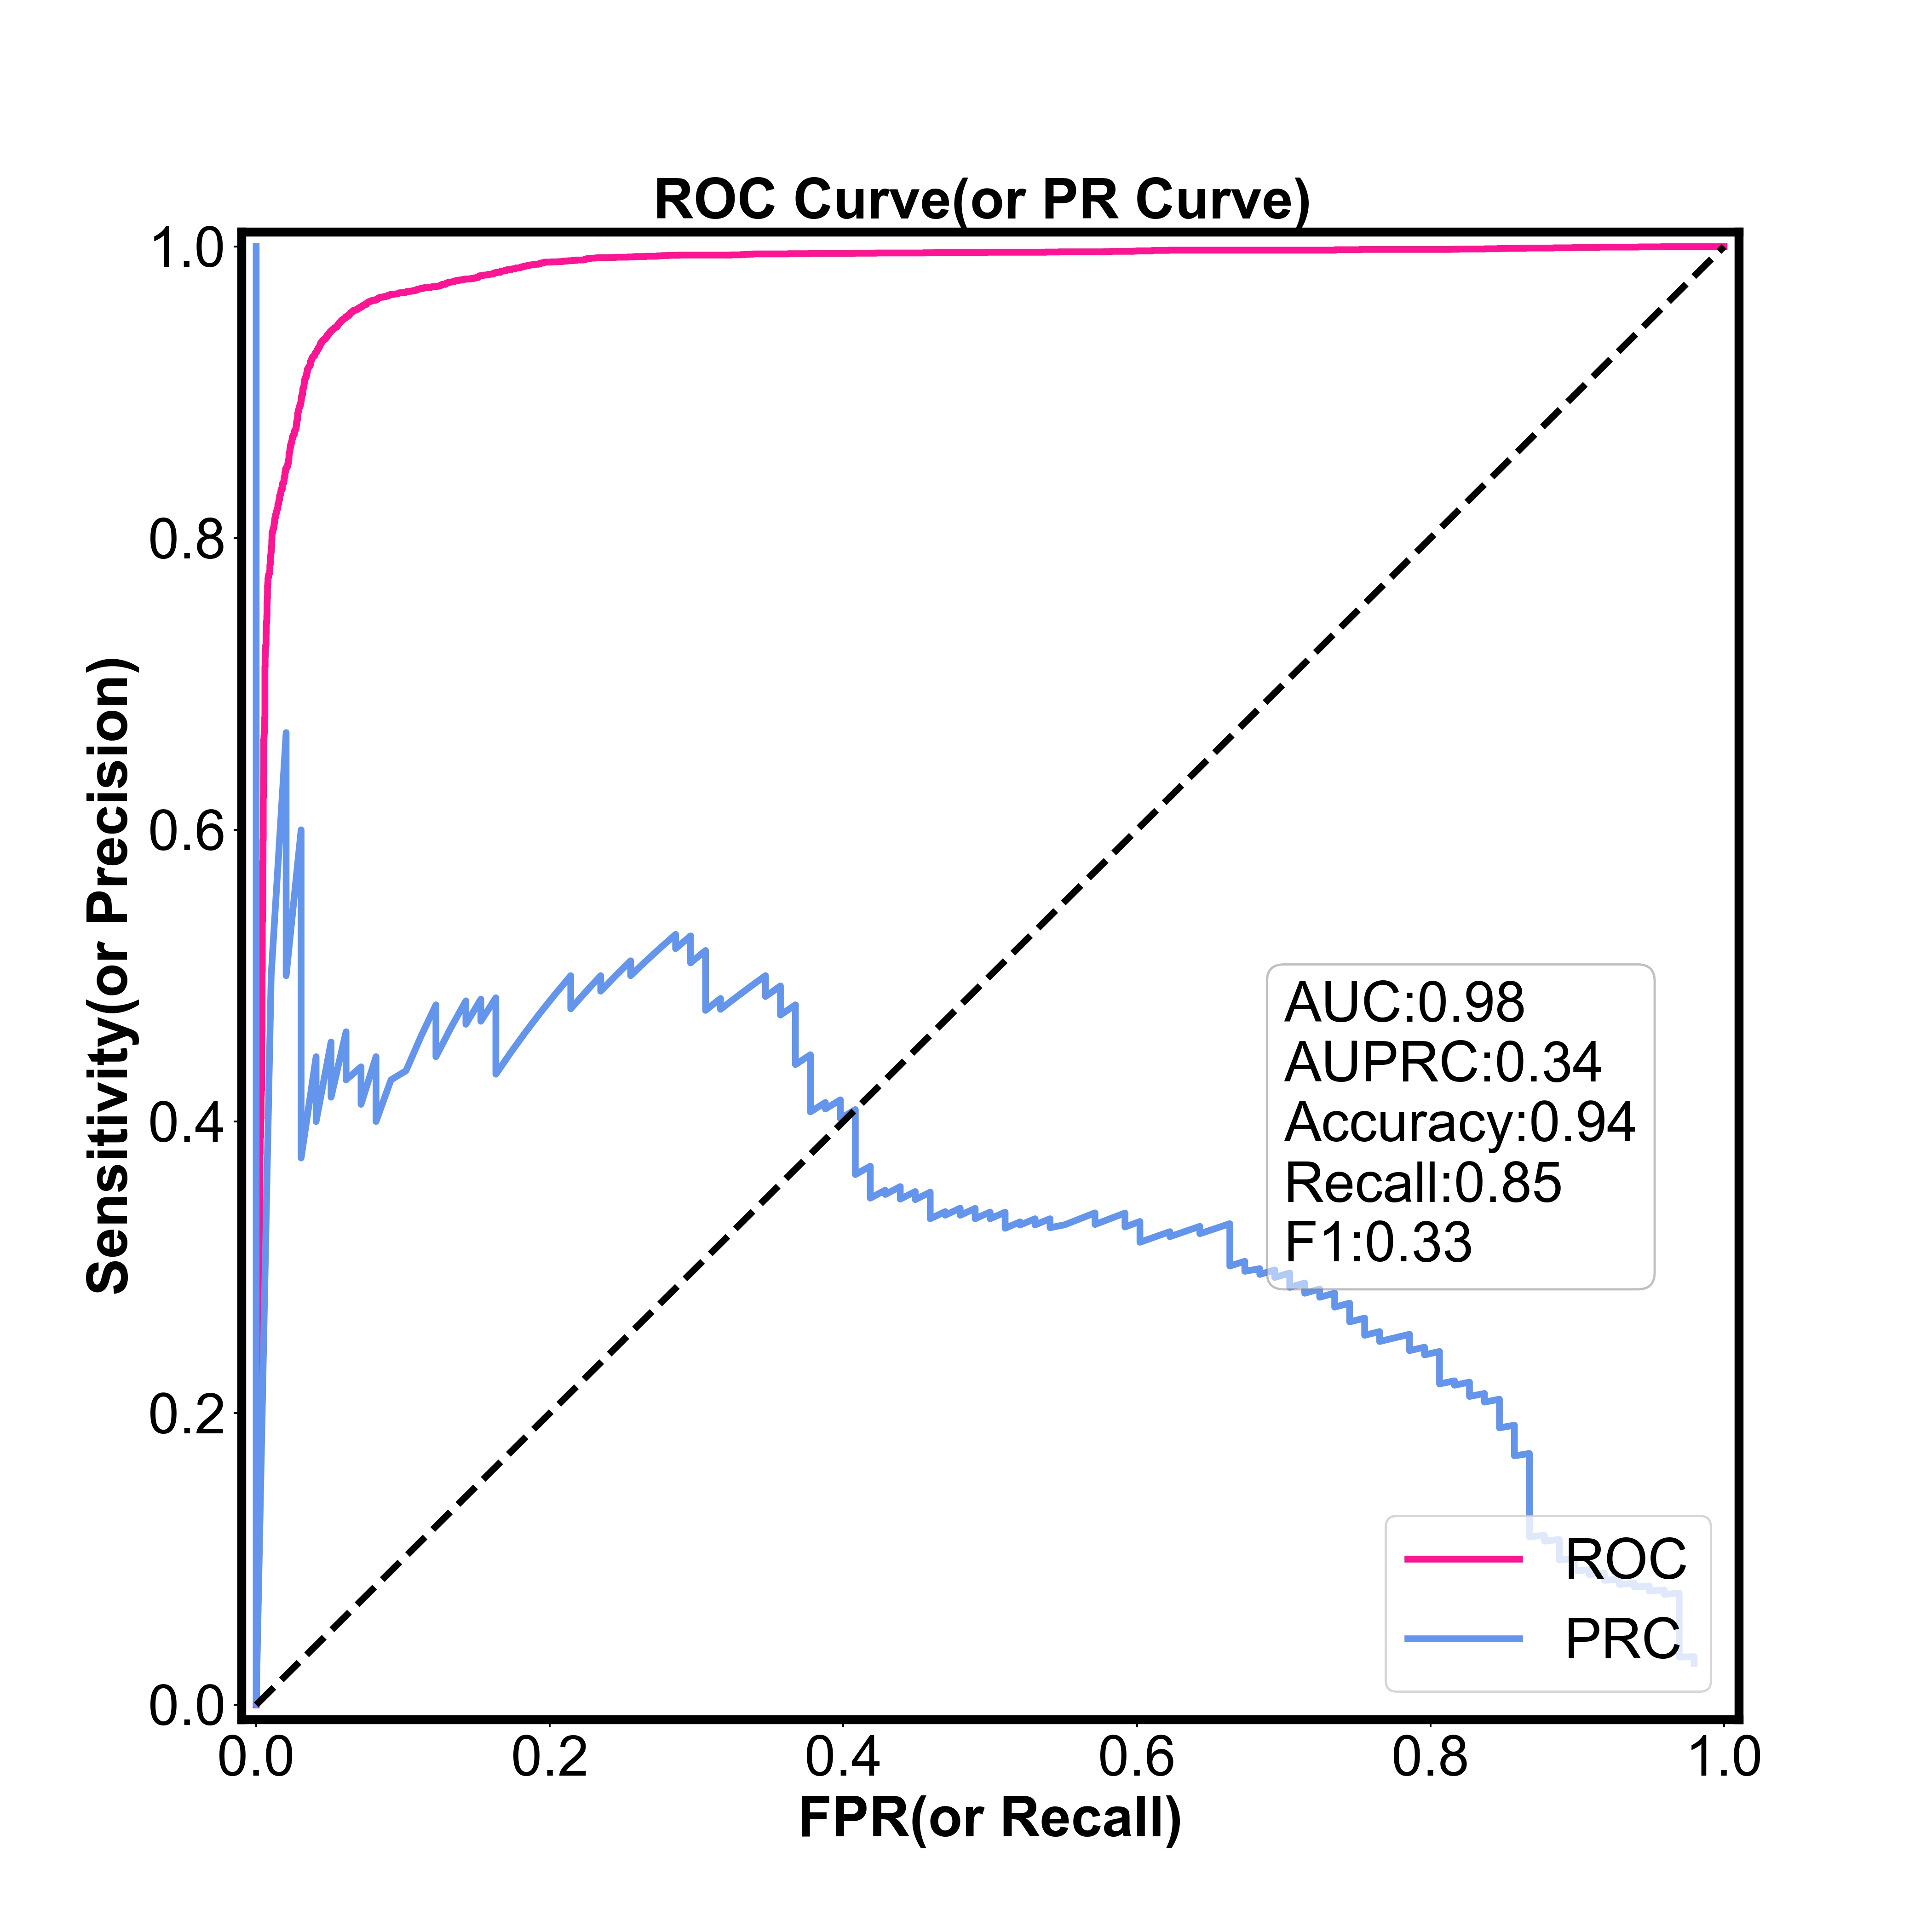 ROC Curve(or PR Curve)
1.0
0.8
0.6
0.4
0.2
0.0
Sensitivity(or Precision)
AUC:0.98
AUPRC:0.34
Accuracy:0.94
Recall:0.85
F1:0.33
ROC
PRC
0.0 0.2 0.4 0.6 0.8 1.0
FPR(or Recall)